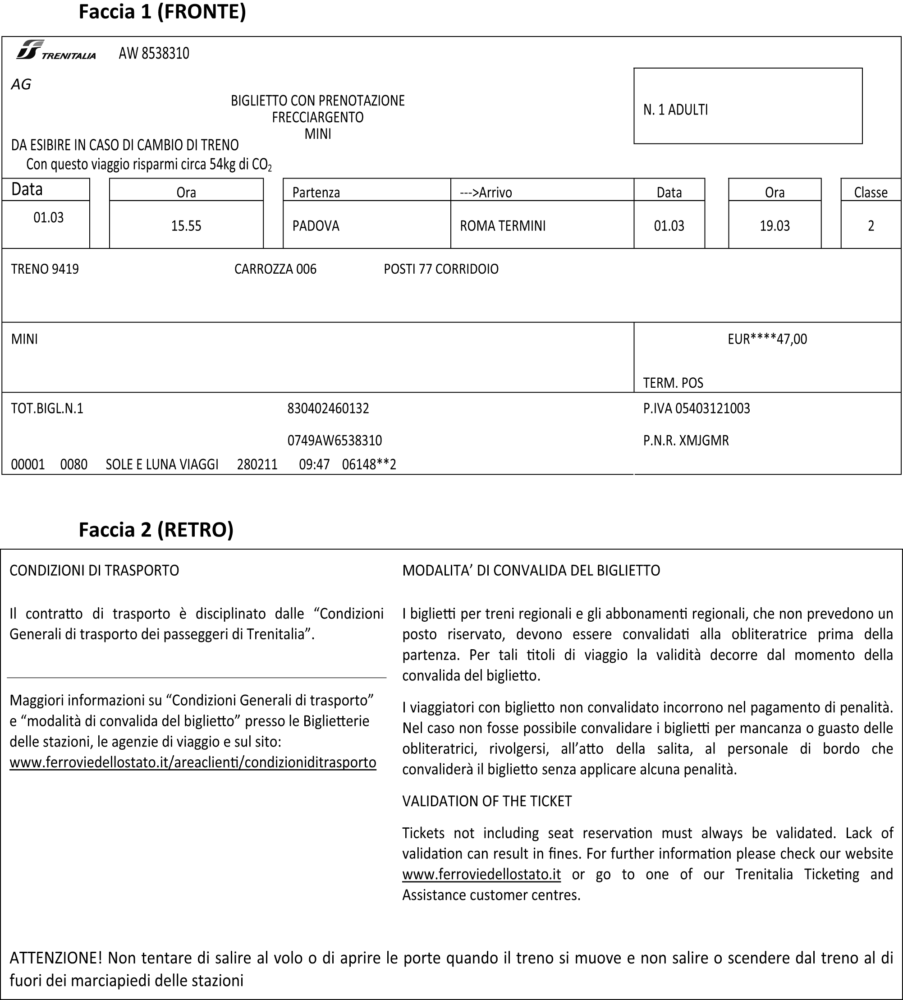 Faccia 1 (FRONTE)
TRENITALIA AW 8538310
AG
BIGLIETTO CON PRENOTAZIONE
FRECCIARGENTO
MINI
N. 1 ADULTI
DA ESIBIRE IN CASO DI CAMBIO DI TRENO
Con questo viaggio risparmi circa 54kg di CO₂
Data Ora Partenza --->Arrivo Data Ora Classe
01.03 15.55 PADOVA ROMA TERMINI 01.03 19.03 2
TRENO 9419 CARROZZA 006 POSTI 77 CORRIDOIO
MINI EUR****47,00
TERM. POS
TOT.BIGL.N.1 830402460132 P.IVA 05403121003
0749AW6538310 P.N.R. XMJGMR
00001 0080 SOLE E LUNA VIAGGI 280211 09:47 06148**2
Faccia 2 (RETRO)
CONDIZIONI DI TRASPORTO
Il contratto di trasporto è disciplinato dalle “Condizioni
Generali di trasporto dei passeggeri di Trenitalia”.
Maggiori informazioni su “Condizioni Generali di trasporto”
e “modalità di convalida del biglietto” presso le Biglietterie
delle stazioni, le agenzie di viaggio e sul sito:
www.ferroviedellostato.it/areaclienti/condizioniditrasporto
MODALITA’ DI CONVALIDA DEL BIGLIETTO
I biglietti per treni regionali e gli abbonamenti regionali, che non prevedono un
posto riservato, devono essere convalidati alla obliteratrice prima della
partenza. Per tali titoli di viaggio la validità decorre dal momento della
convalida del biglietto.
I viaggiatori con biglietto non convalidato incorrono nel pagamento di penalità.
Nel caso non fosse possibile convalidare i biglietti per mancanza o guasto delle
obliteratrici, rivolgersi, all’atto della salita, al personale di bordo che
convaliderà il biglietto senza applicare alcuna penalità.
VALIDATION OF THE TICKET
Tickets not including seat reservation must always be validated. Lack of
validation can result in fines. For further information please check our website
www.ferroviedellostato.it or go to one of our Trenitalia Ticketing and
Assistance customer centres.
ATTENZIONE! Non tentare di salire al volo o di aprire le porte quando il treno si muove e non salire o scendere dal treno al di
fuori dei marciapiedi delle stazioni